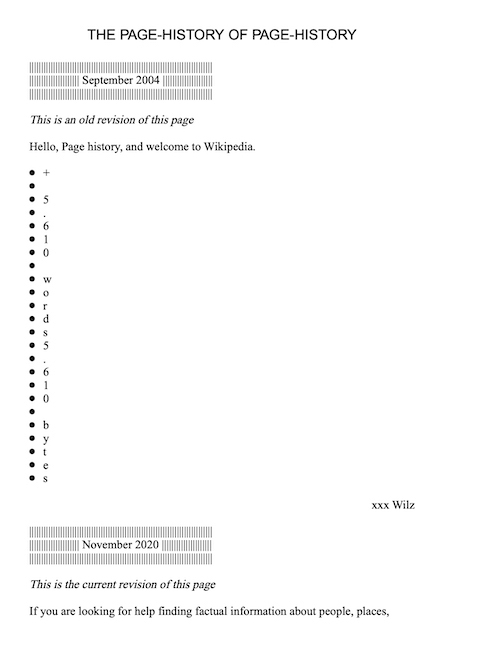 THE PAGE-HISTORY OF PAGE-HISTORY
||||||||||||||||||||||||||||||||||||||||||||||||||||||||||||||||||||||||
|||||||||||||||||||| September 2004 ||||||||||||||||||||
||||||||||||||||||||||||||||||||||||||||||||||||||||||||||||||||||||||||
This is an old revision of this page
Hello, Page history, and welcome to Wikipedia.
● +
●
● 5
● .
● 6
● 1
● 0
●
● w
● o
● r
● d
● s
● 5
● .
● 6
● 1
● 0
●
● b
● y
● t
● e
● s
xxx Wilz
||||||||||||||||||||||||||||||||||||||||||||||||||||||||||||||||||||||||
|||||||||||||||||||| November 2020 ||||||||||||||||||||
||||||||||||||||||||||||||||||||||||||||||||||||||||||||||||||||||||||||
This is the current revision of this page
If you are looking for help finding factual information about people, places,